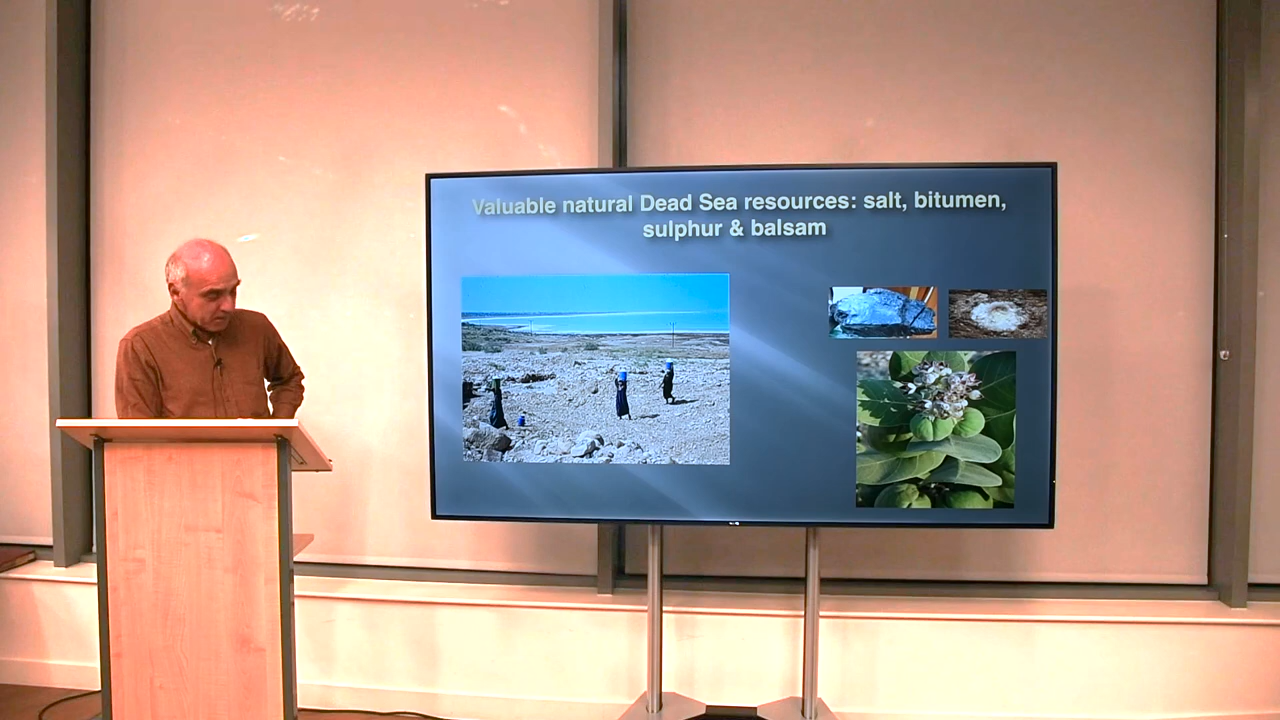 Valuable natural Dead Sea resources: salt, bitumen,
sulphur & balsam